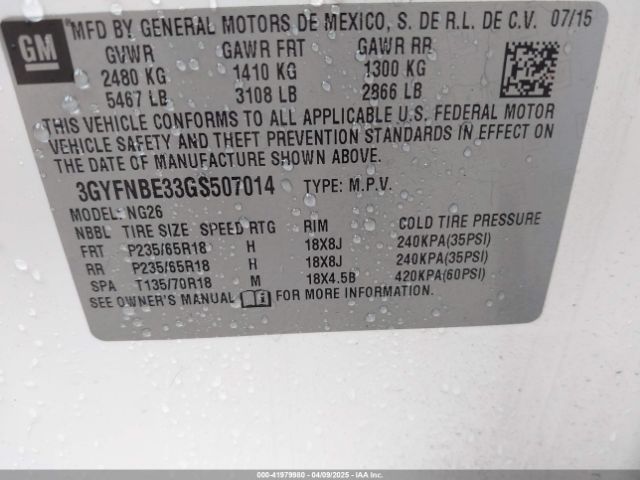 GM
"MFD BY GENERAL MOTORS DE MEXICO, S. DE R.L. DE C.V. 07/15
GVWR GAWR FRT GAWR RR
2480 KG 1410 KG 1300 KG
5467 LB 3108 LB 2866 LB
THIS VEHICLE CONFORMS TO ALL APPLICABLE U.S. FEDERAL MOTOR
VEHICLE SAFETY AND THEFT PREVENTION STANDARDS IN EFFECT ON
THE DATE OF MANUFACTURE SHOWN ABOVE.
3GYFNBE33GS507014 TYPE: M.P.V.
MODEL: NG26
NBBL TIRE SIZE SPEED RTG RIM COLD TIRE PRESSURE
FRT P235/65R18 H 18X8J 240KPA(35PSI)
RR P235/65R18 H 18X8J 240KPA(35PSI)
SPA T135/70R18 M 18X4.5B 420KPA(60PSI)
SEE OWNER'S MANUAL FOR MORE INFORMATION.
000-41979980 04/09/2025 IAA Holdings, LLC.